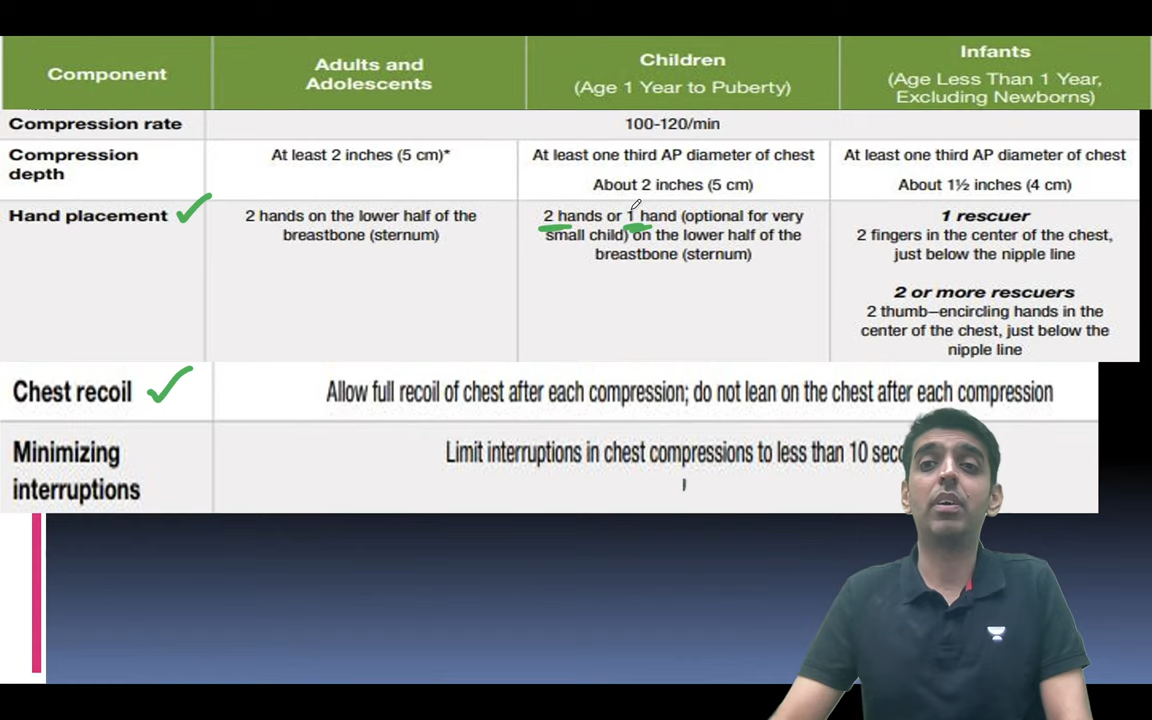 Component
Adults and
Adolescents
Children
(Age 1 Year to Puberty)
Infants
(Age Less Than 1 Year,
Excluding Newborns)
Compression rate
100-120/min
Compression
depth
At least 2 inches (5 cm)*
At least one third AP diameter of chest
About 2 inches (5 cm)
At least one third AP diameter of chest
About 1½ inches (4 cm)
Hand placement
2 hands on the lower half of the
breastbone (sternum)
2 hands or 1 hand (optional for very
small child) on the lower half of the
breastbone (sternum)
1 rescuer
2 fingers in the center of the chest,
just below the nipple line
2 or more rescuers
2 thumb–encircling hands in the
center of the chest, just below the
nipple line
Chest recoil
Allow full recoil of chest after each compression; do not lean on the chest after each compression
Minimizing
interruptions
Limit interruptions in chest compressions to less than 10